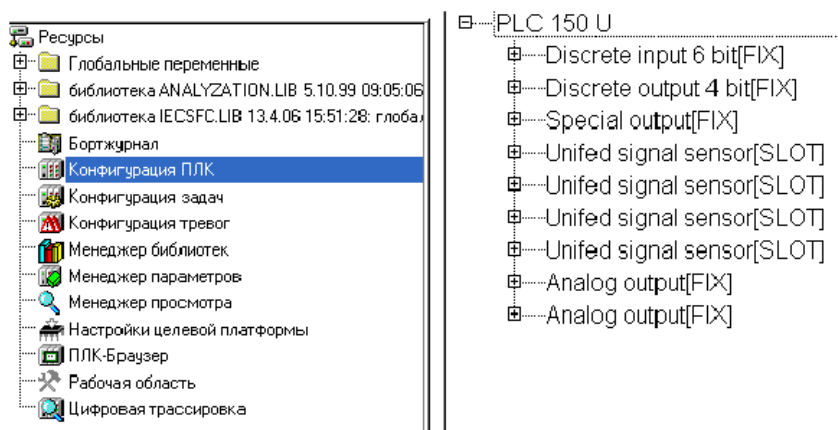 Ресурсы
Глобальные переменные
библиотека ANALYZATION.LIB 5.10.99 09:05:06
библиотека IECSFC.LIB 13.4.06 15:51:28: глоба
Бортжурнал
Конфигурация ПЛК
Конфигурация задач
Конфигурация тревог
Менеджер библиотек
Менеджер параметров
Менеджер просмотра
Настройки целевой платформы
ПЛК-Браузер
Рабочая область
Цифровая трассировка
PLC 150 U
Discrete input 6 bit[FIX]
Discrete output 4 bit[FIX]
Special output[FIX]
Unifed signal sensor[SLOT]
Unifed signal sensor[SLOT]
Unifed signal sensor[SLOT]
Unifed signal sensor[SLOT]
Analog output[FIX]
Analog output[FIX]